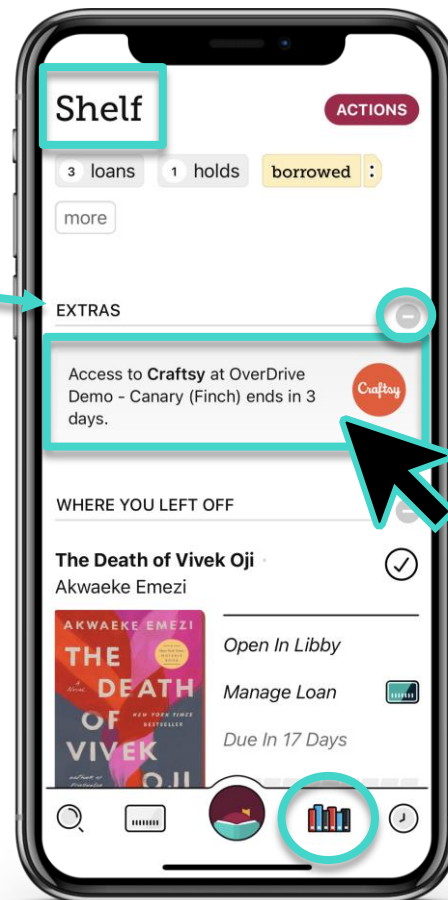 Shelf
ACTIONS
3 loans
1 holds
borrowed :
more
EXTRAS
Access to Craftsy at OverDrive
Demo - Canary (Finch) ends in 3
days.
Craftsy
WHERE YOU LEFT OFF
The Death of Vivek Oji
Akwaeke Emezi
AKWAEKE EMEZI
THE
DEATH
OF
NEW YORK TIMES
BESTSELLER
VIVEK
OJI
Open In Libby
Manage Loan
Due In 17 Days